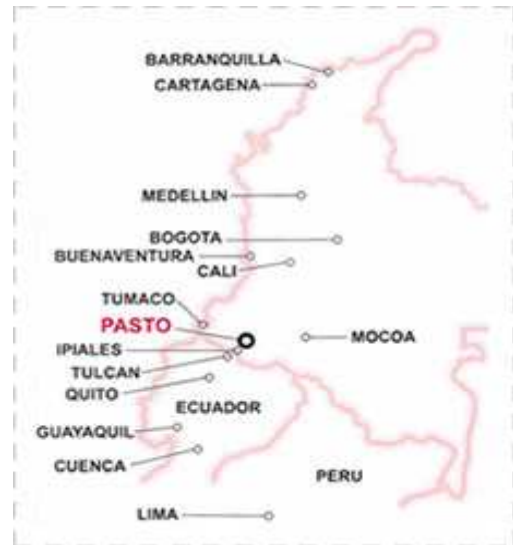 BARRANQUILLA
CARTAGENA
MEDELLIN
BOGOTA
BUENAVENTURA
CALI
TUMACO
PASTO
MOCOA
IPIALES
TULCAN
QUITO
ECUADOR
GUAYAQUIL
CUENCA
PERU
LIMA